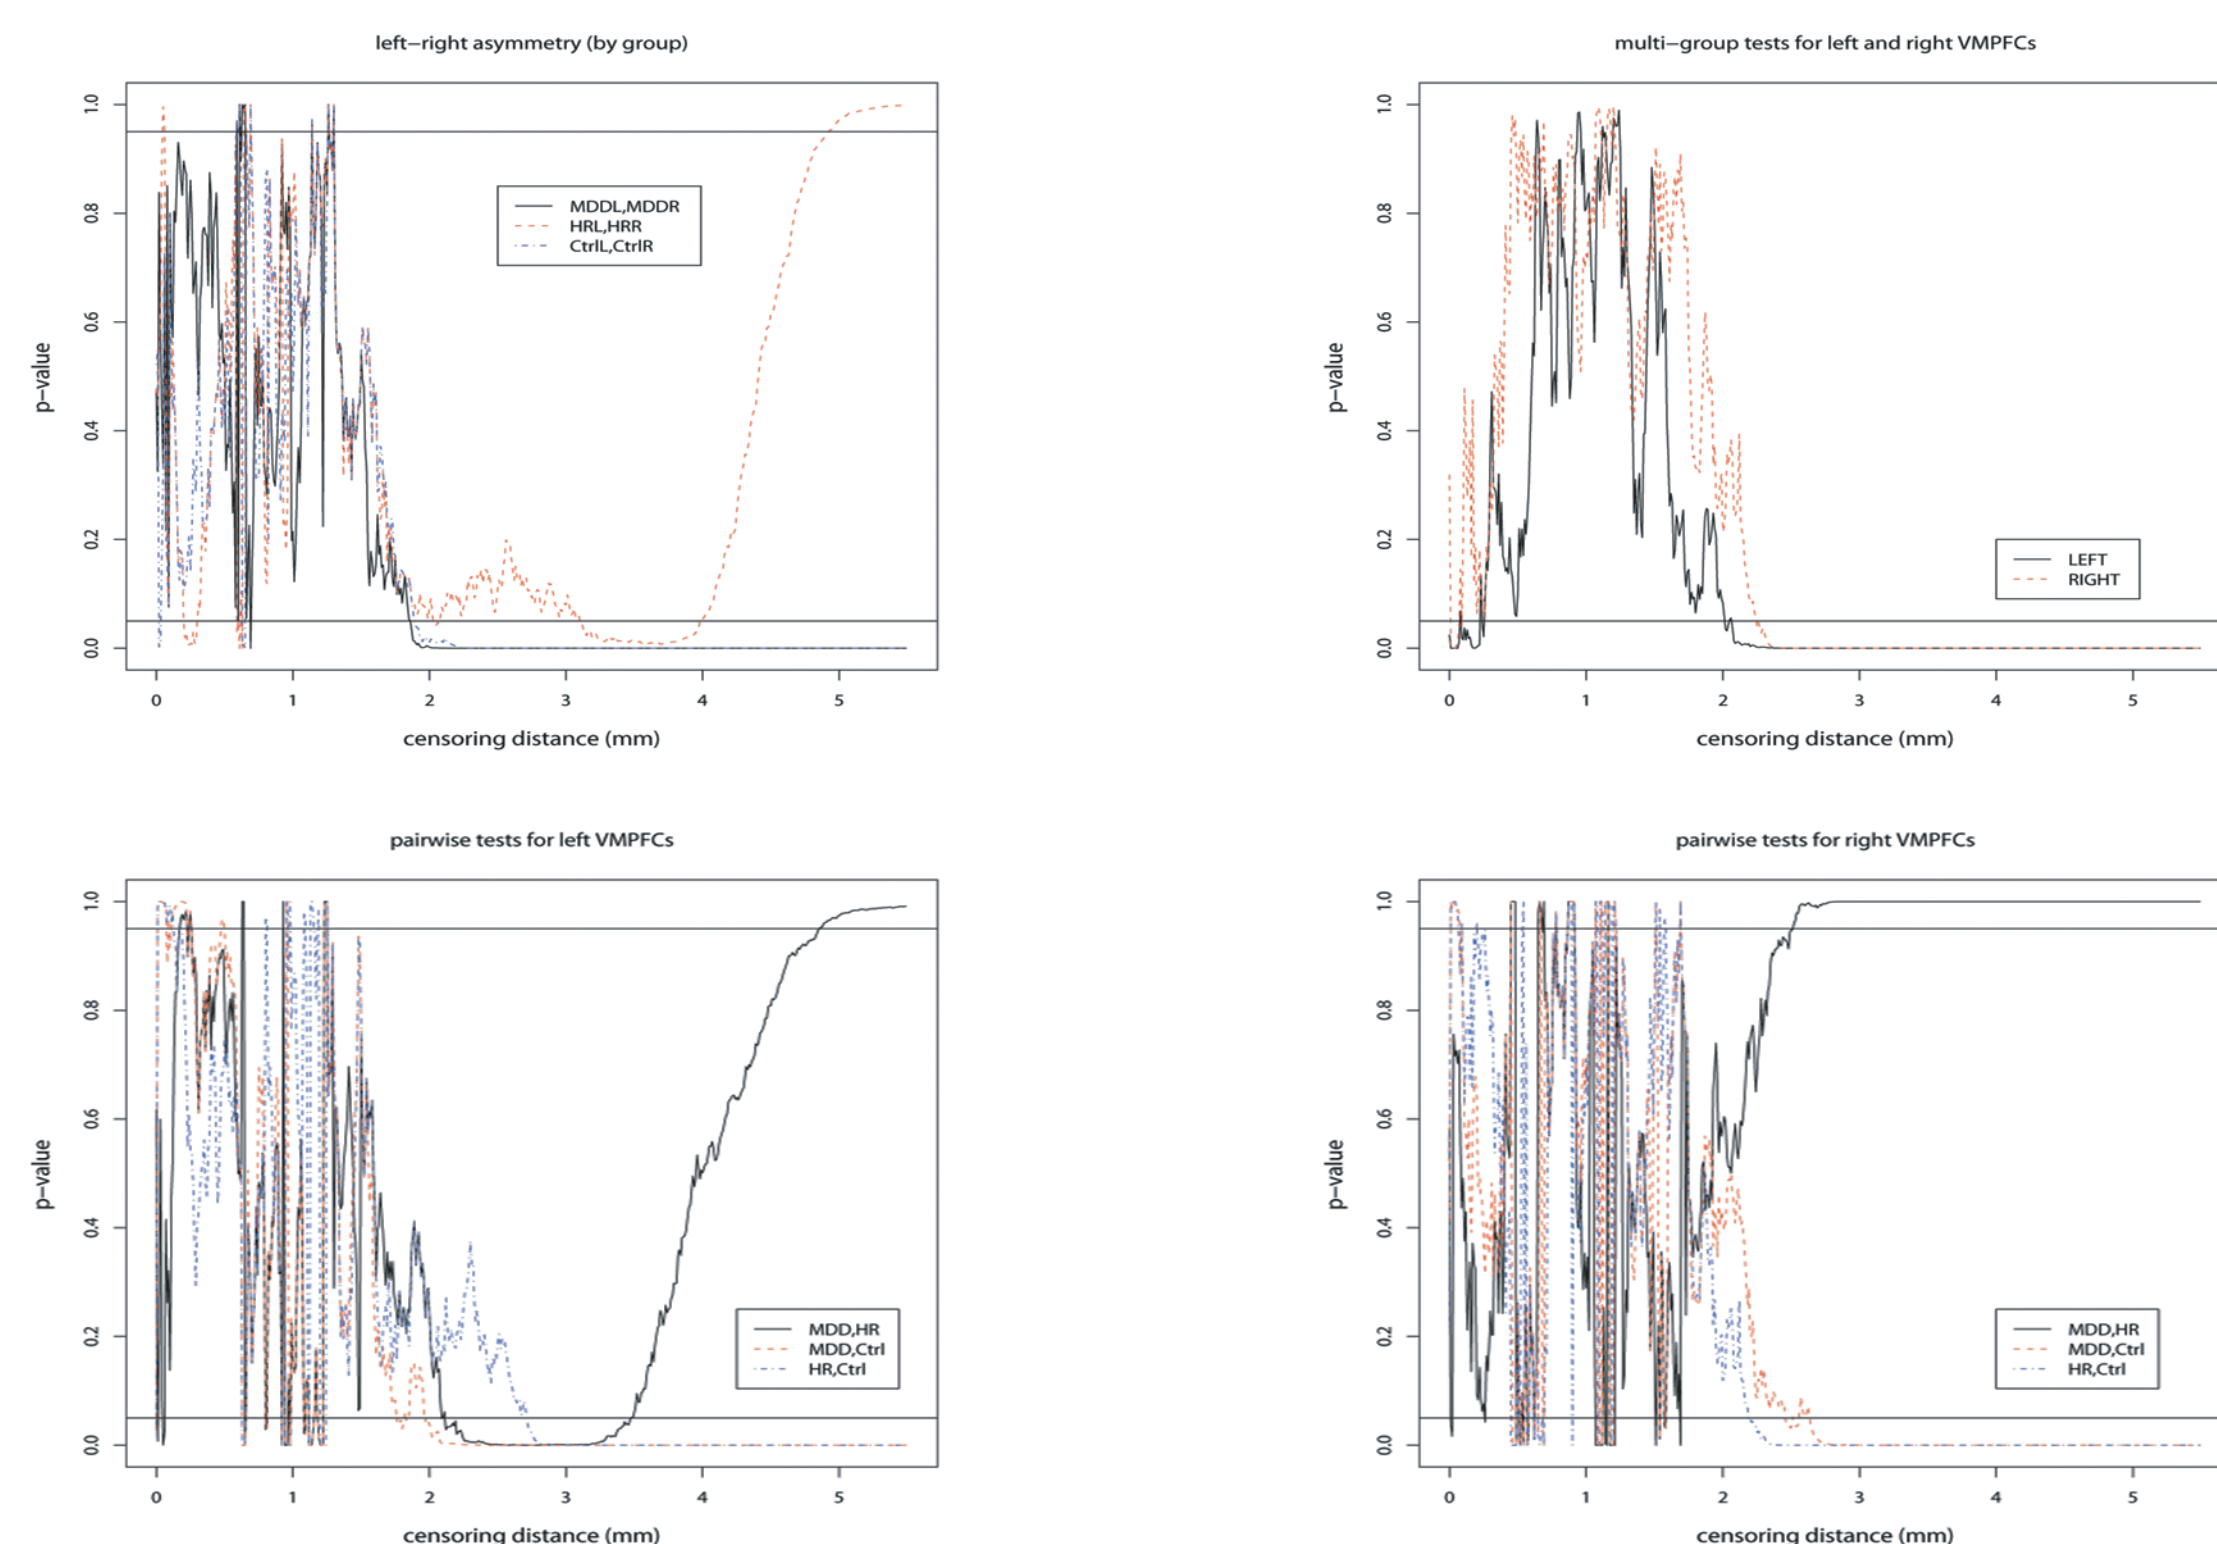 left−right asymmetry (by group)
p−value
1.0
0.8
0.6
0.4
0.2
0.0
MDDL,MDDR
HRL,HRR
CtrlL,CtrlR
0 1 2 3 4 5
censoring distance (mm)
multi−group tests for left and right VMPFCs
p−value
1.0
0.8
0.6
0.4
0.2
0.0
LEFT
RIGHT
0 1 2 3 4 5
censoring distance (mm)
pairwise tests for left VMPFCs
p−value
1.0
0.8
0.6
0.4
0.2
0.0
MDD,HR
MDD,Ctrl
HR,Ctrl
0 1 2 3 4 5
censoring distance (mm)
pairwise tests for right VMPFCs
p−value
1.0
0.8
0.6
0.4
0.2
0.0
MDD,HR
MDD,Ctrl
HR,Ctrl
0 1 2 3 4 5
censoring distance (mm)